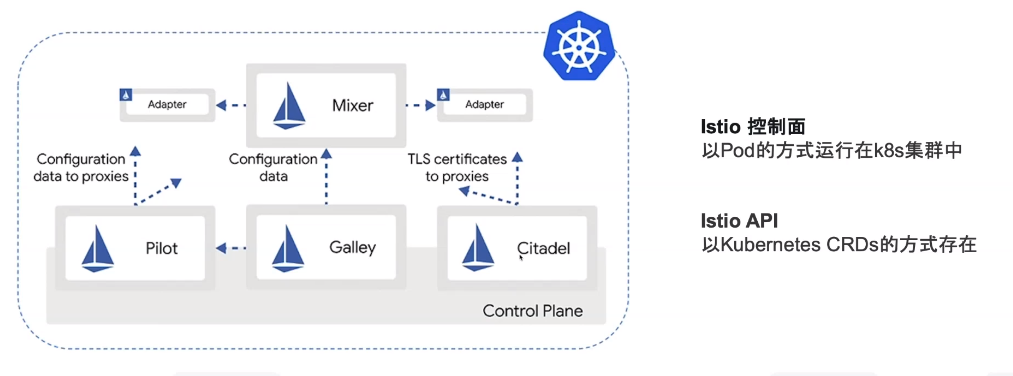 Mixer
Adapter
Adapter
Configuration
data to proxies
Configuration
data
TLS certificates
to proxies
Pilot
Galley
Citadel
Control Plane
Istio 控制面
以Pod的方式运行在k8s集群中
Istio API
以Kubernetes CRDs的方式存在